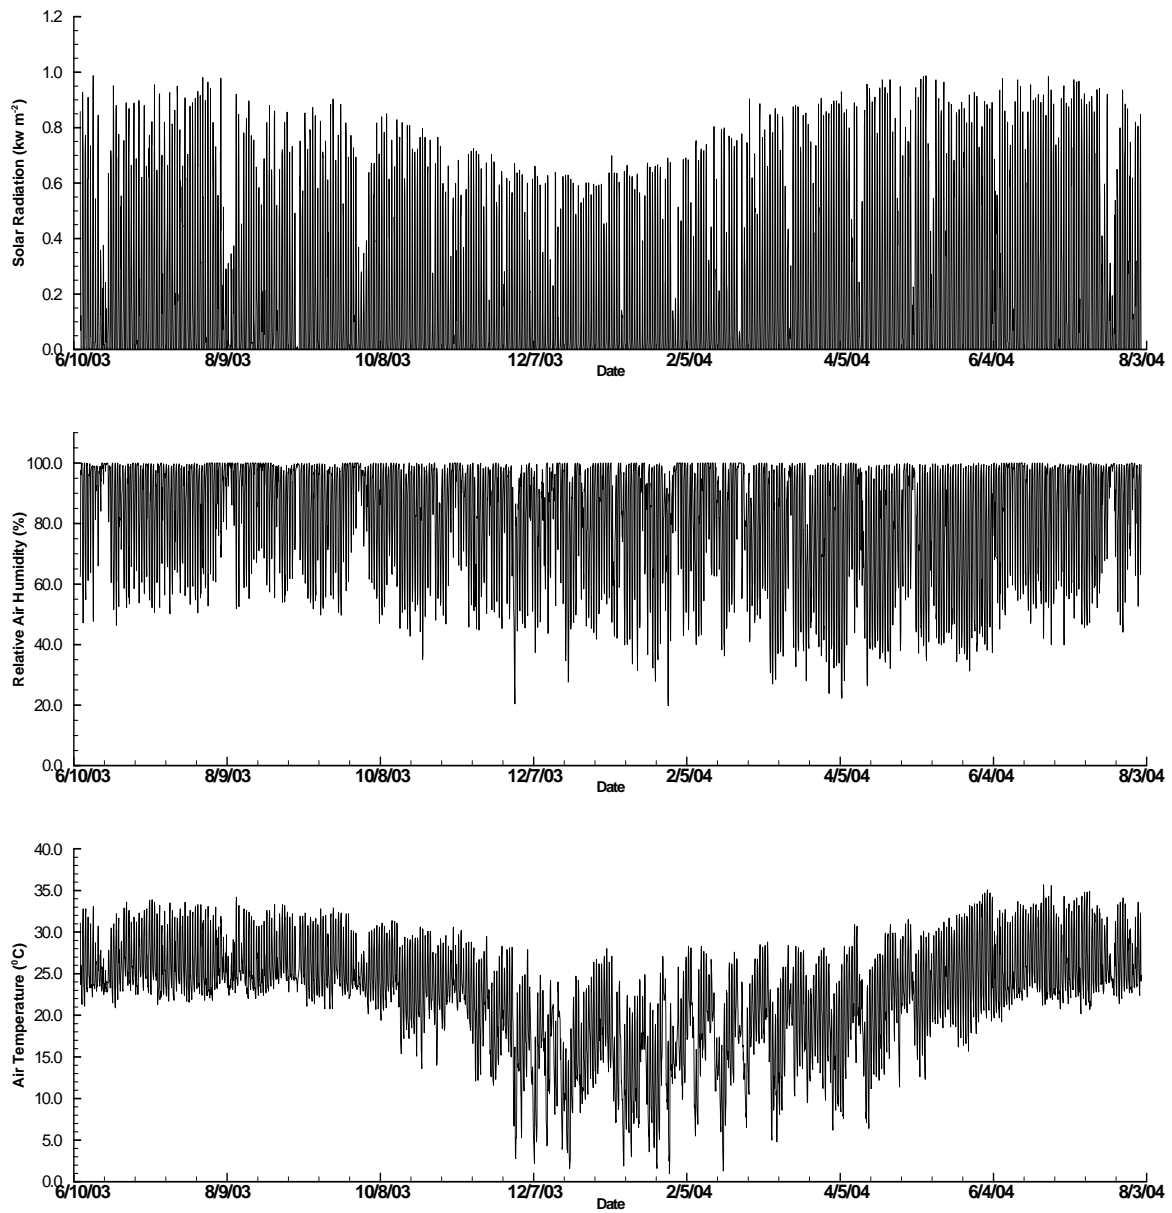 1.2
1.0
0.8
0.6
0.4
0.2
0.0
Solar Radiation (kw m-2)
6/10/03 8/9/03 10/8/03 12/7/03 2/5/04 4/5/04 6/4/04 8/3/04
Date
100.0
80.0
60.0
40.0
20.0
0.0
Relative Air Humidity (%)
6/10/03 8/9/03 10/8/03 12/7/03 2/5/04 4/5/04 6/4/04 8/3/04
Date
40.0
35.0
30.0
25.0
20.0
15.0
10.0
5.0
0.0
Air Temperature (⁰C)
6/10/03 8/9/03 10/8/03 12/7/03 2/5/04 4/5/04 6/4/04 8/3/04
Date